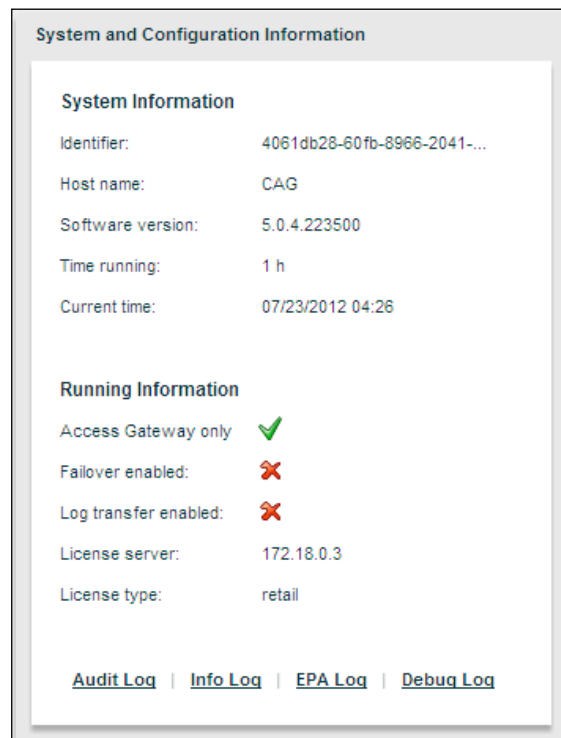 System and Configuration Information
System Information
Identifier: 4061db28-60fb-8966-2041-...
Host name: CAG
Software version: 5.0.4.223500
Time running: 1 h
Current time: 07/23/2012 04:26
Running Information
Access Gateway only
Failover enabled:
Log transfer enabled:
License server: 172.18.0.3
License type: retail
Audit Log | Info Log | EPA Log | Debug Log